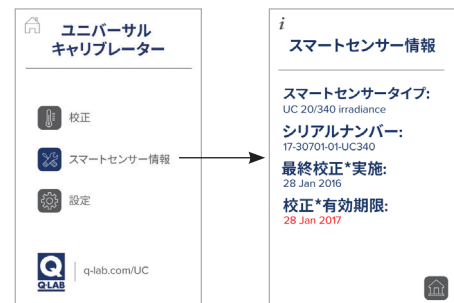 ユニバーサル
キャリブレーター
校正
スマートセンサー情報
設定
Q
Q-LAB
q-lab.com/UC
i
スマートセンサー情報
スマートセンサータイプ:
UC 20/340 irradiance
シリアルナンバー:
17-30701-01-UC340
最終校正*実施:
28 Jan 2016
校正*有効期限:
28 Jan 2017